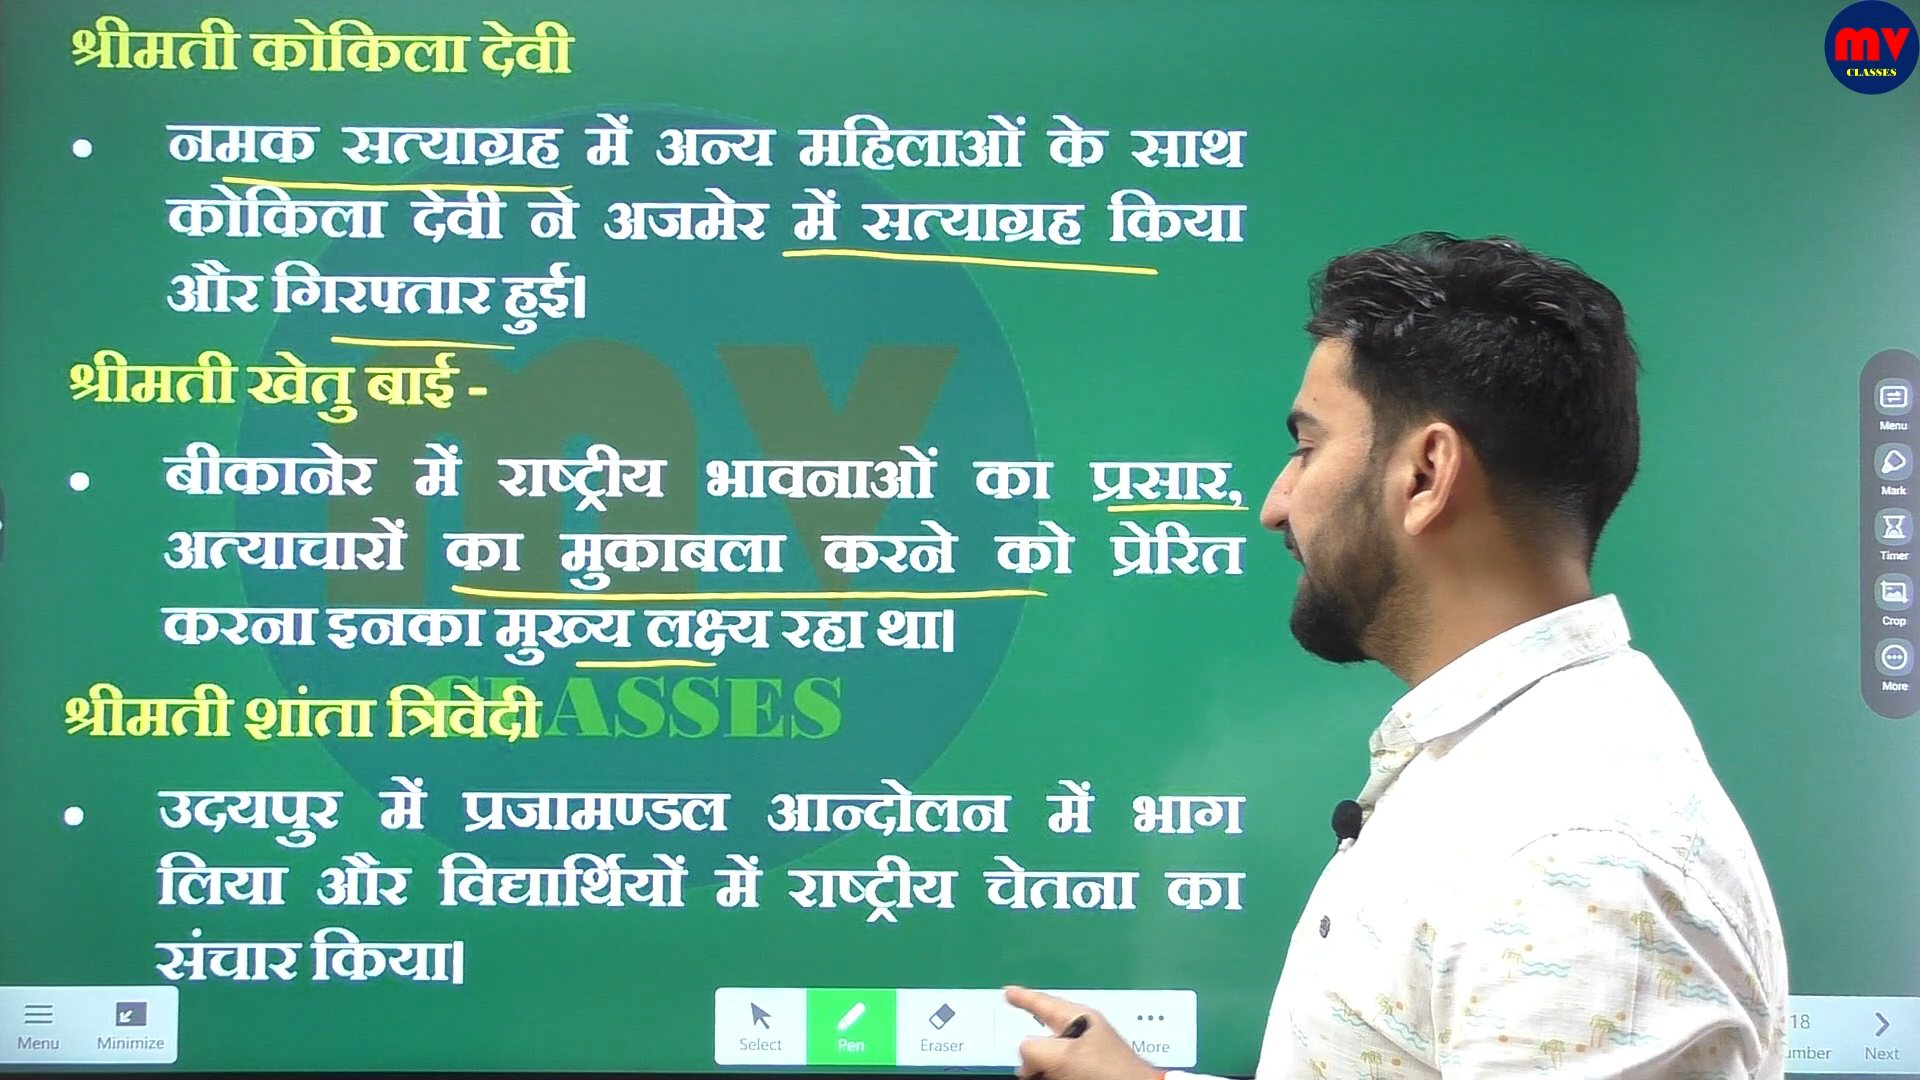 श्रीमती कोकिला देवी
mv
CLASSES
नमक सत्याग्रह में अन्य महिलाओं के साथ
कोकिला देवी ने अजमेर में सत्याग्रह किया
और गिरफ्तार हुई।
श्रीमती खेतु बाई -
बीकानेर में राष्ट्रीय भावनाओं का प्रसार,
अत्याचारों का मुकाबला करने को प्रेरित
करना इनका मुख्य लक्ष्य रहा था।
श्रीमती शांता त्रिवेदी
उदयपुर में प्रजामण्डल आन्दोलन में भाग
लिया और विद्यार्थियों में राष्ट्रीय चेतना का
संचार किया।
mv
CLASSES
Menu
Mark
Timer
Crop
More
Menu Minimize
Select Pen Eraser More
18
Next